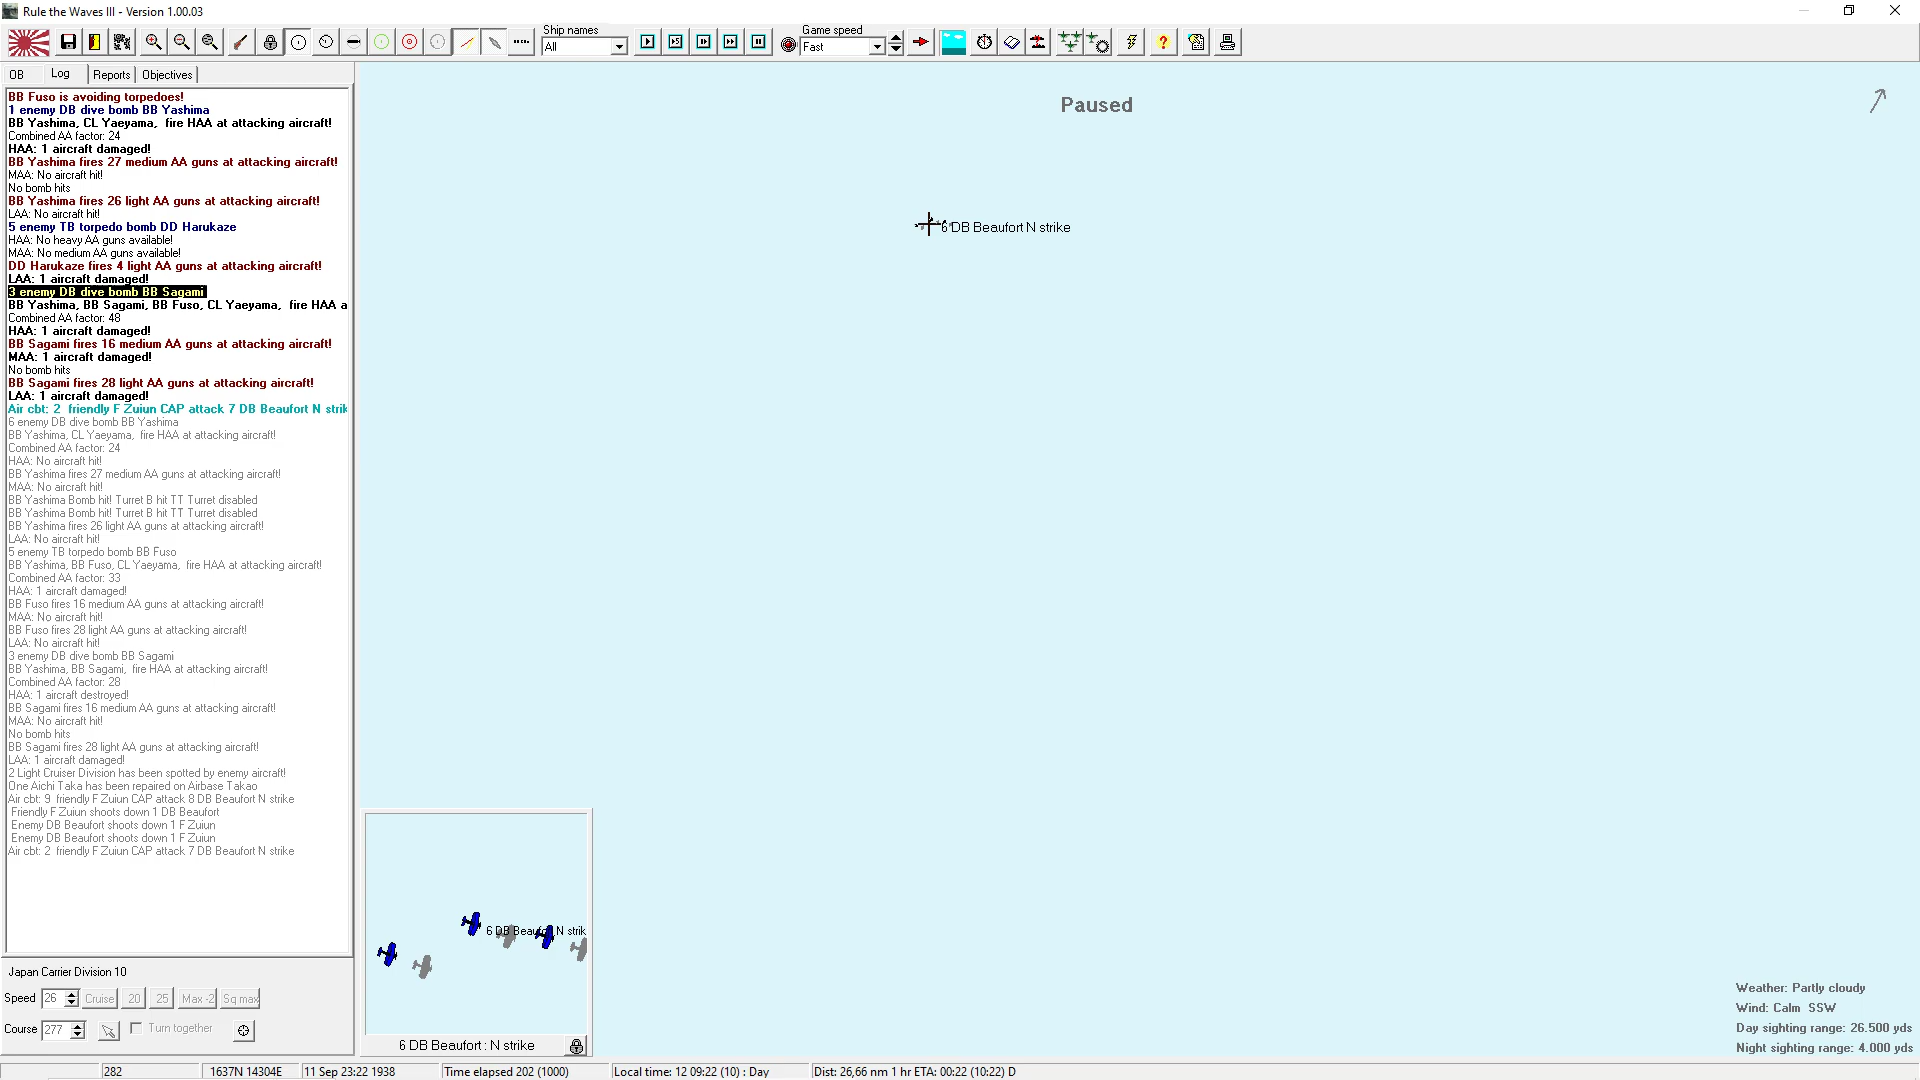 Rule the Waves III - Version 1.00.03
Ship names
All
Game speed
Fast
OB
Log
Reports
Objectives
BB Fuso is avoiding torpedoes!
1 enemy DB dive bomb BB Yashima
BB Yashima, CL Yaeyama,  fire HAA at attacking aircraft!
Combined AA factor: 24
HAA: 1 aircraft damaged!
BB Yashima fires 27 medium AA guns at attacking aircraft!
MAA: No aircraft hit!
No bomb hits
BB Yashima fires 26 light AA guns at attacking aircraft!
LAA: No aircraft hit!
5 enemy TB torpedo bomb DD Harukaze
HAA: No heavy AA guns available!
MAA: No medium AA guns available!
DD Harukaze fires 4 light AA guns at attacking aircraft!
LAA: 1 aircraft damaged!
3 enemy DB dive bomb BB Sagami
BB Yashima, BB Sagami, BB Fuso, CL Yaeyama,  fire HAA a
Combined AA factor: 48
HAA: 1 aircraft damaged!
BB Sagami fires 16 medium AA guns at attacking aircraft!
MAA: 1 aircraft damaged!
No bomb hits
BB Sagami fires 28 light AA guns at attacking aircraft!
LAA: 1 aircraft damaged!
Air cbt: 2  friendly F Zuiun CAP attack 7 DB Beaufort N strik
6 enemy DB dive bomb BB Yashima
BB Yashima, CL Yaeyama,  fire HAA at attacking aircraft!
Combined AA factor: 24
HAA: No aircraft hit!
BB Yashima fires 27 medium AA guns at attacking aircraft!
MAA: No aircraft hit!
BB Yashima Bomb hit! Turret B hit TT Turret disabled
BB Yashima Bomb hit! Turret B hit TT Turret disabled
BB Yashima fires 26 light AA guns at attacking aircraft!
LAA: No aircraft hit!
5 enemy TB torpedo bomb BB Fuso
BB Yashima, BB Fuso, CL Yaeyama,  fire HAA at attacking aircraft!
Combined AA factor: 33
HAA: 1 aircraft damaged!
BB Fuso fires 16 medium AA guns at attacking aircraft!
MAA: No aircraft hit!
BB Fuso fires 28 light AA guns at attacking aircraft!
LAA: No aircraft hit!
3 enemy DB dive bomb BB Sagami
BB Yashima, BB Sagami,  fire HAA at attacking aircraft!
Combined AA factor: 28
HAA: 1 aircraft destroyed!
BB Sagami fires 16 medium AA guns at attacking aircraft!
MAA: No aircraft hit!
No bomb hits
BB Sagami fires 28 light AA guns at attacking aircraft!
LAA: 1 aircraft damaged!
2 Light Cruiser Division has been spotted by enemy aircraft!
One Aichi Taka has been repaired on Airbase Takao
Air cbt: 9  friendly F Zuiun CAP attack 8 DB Beaufort N strike
Friendly F Zuiun shoots down 1 DB Beaufort
Enemy DB Beaufort shoots down 1 F Zuiun
Enemy DB Beaufort shoots down 1 F Zuiun
Air cbt: 2  friendly F Zuiun CAP attack 7 DB Beaufort N strike
Paused
6 DB Beaufort N strike
6 DB Beaufort N strik
6 DB Beaufort : N strike
Japan Carrier Division 10
Speed 26 Cruise 20 25 Max -2 Sq max
Course 277 Turn together
Weather: Partly cloudy
Wind: Calm  SSW
Day sighting range: 26.500 yds
Night sighting range: 4.000 yds
282
1637N 14304E
11 Sep 23:22 1938
Time elapsed 202 (1000)
Local time: 12 09:22 (10) : Day
Dist: 26,66 nm 1 hr ETA: 00:22 (10:22) D